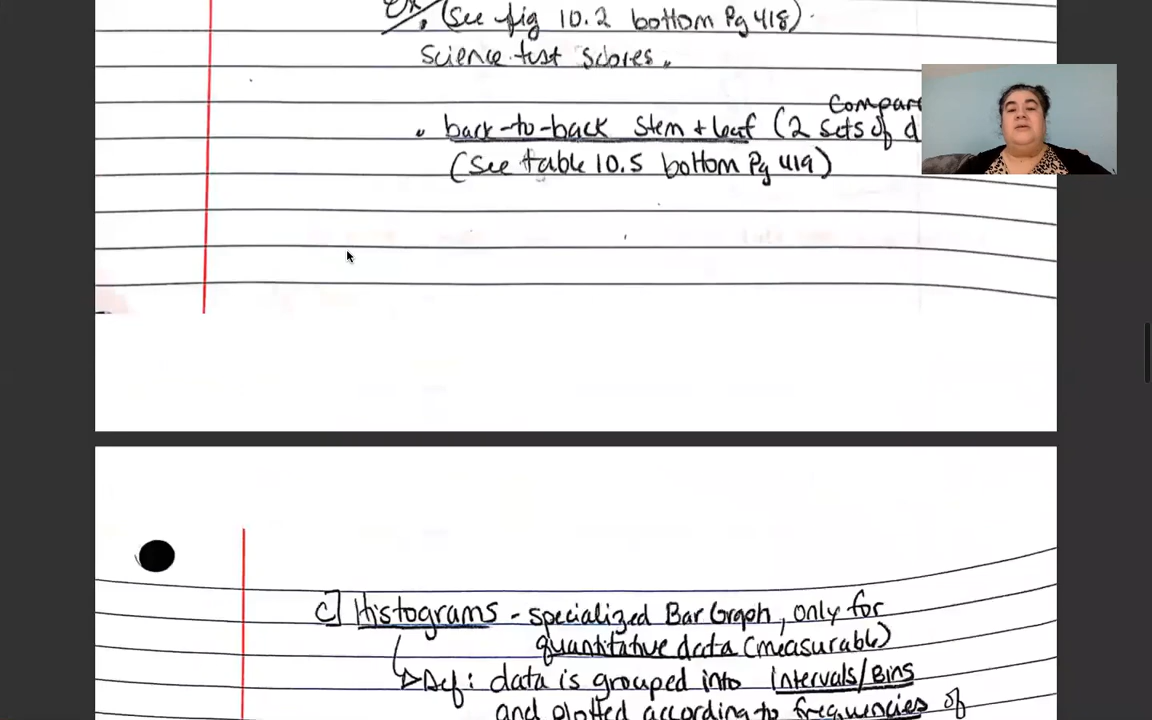 Ex. (see fig 10.2 bottom Pg 418)
science test scores.
Compar
• back-to-back stem + leaf (2 sets of d
(see table 10.5 bottom Pg 419)
C] Histograms - specialized Bar Graph, only for
quantitative data (measurable)
Def: data is grouped into Intervals/Bins
and plotted according to frequencies of